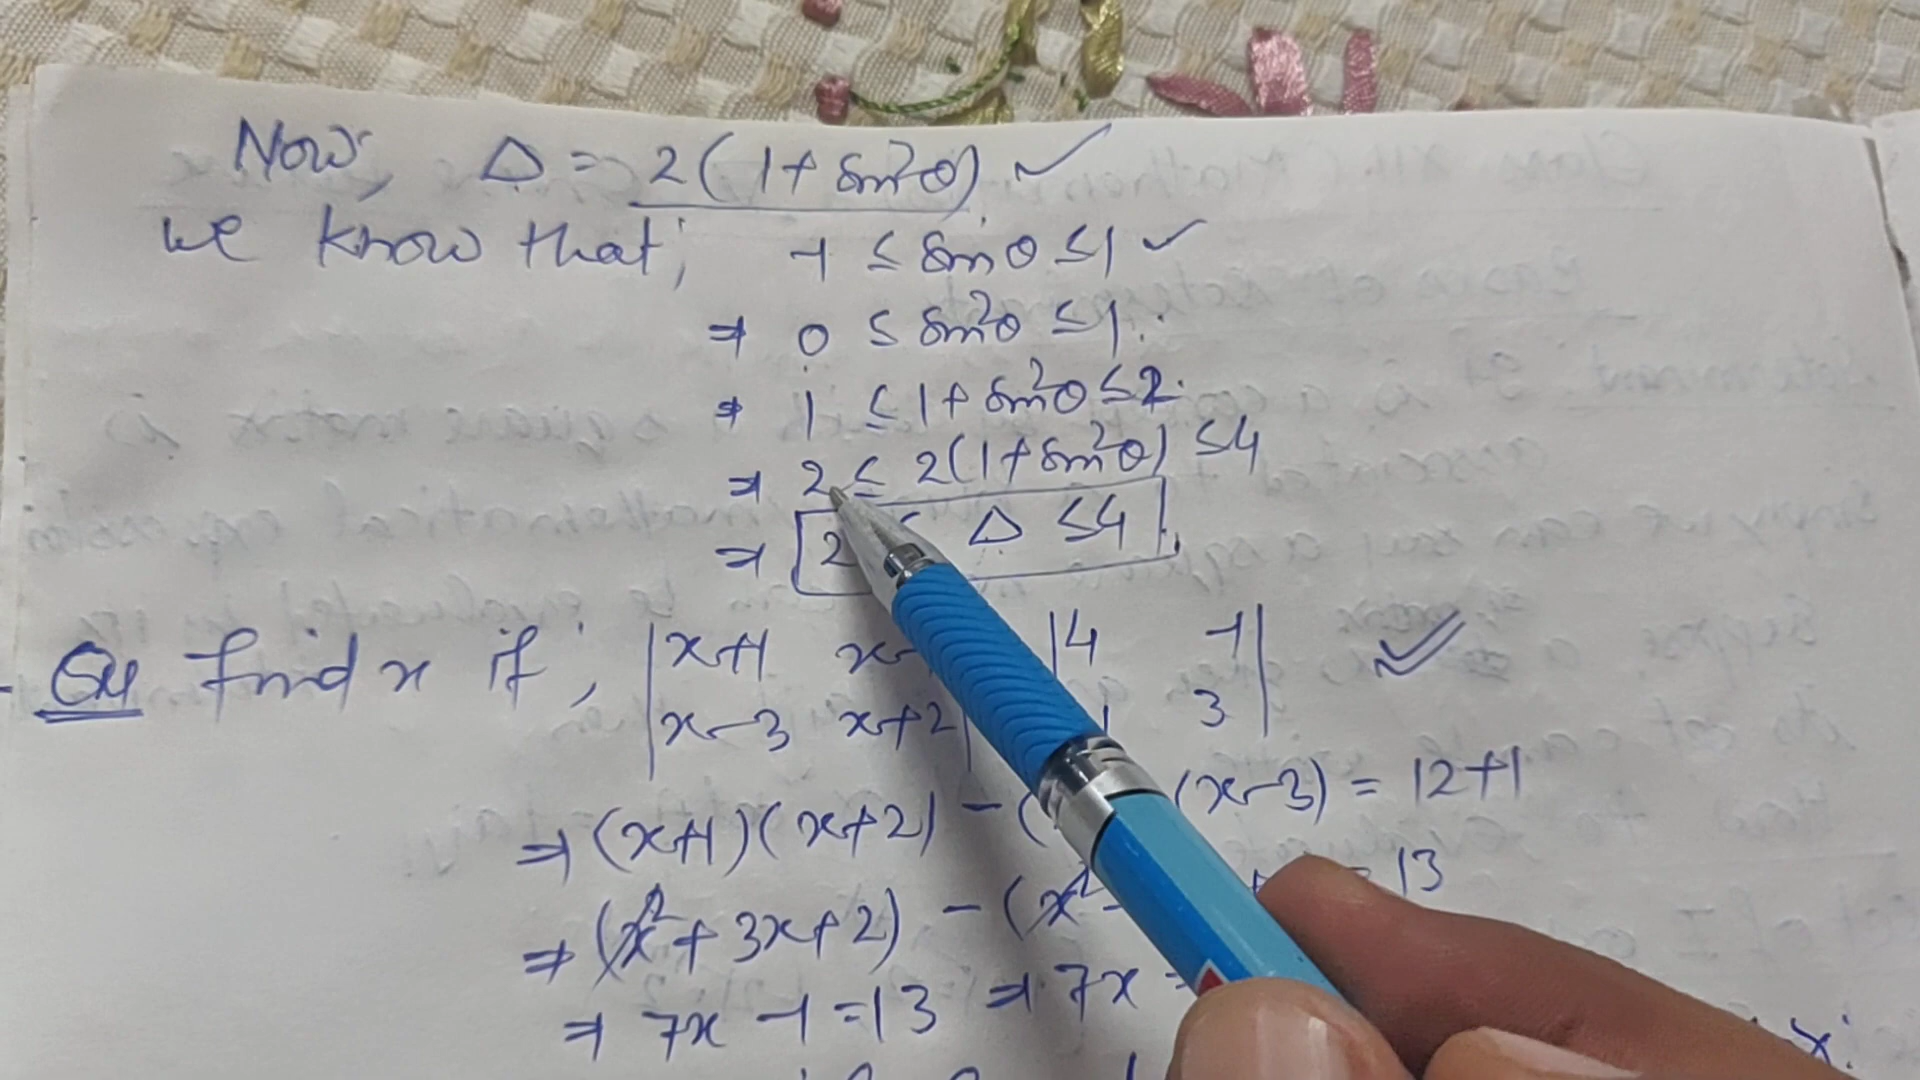 Now, Δ = 2(1+sin²θ) ✓
we know that; -1 ≤ sinθ ≤ 1 ✓
⇒ 0 ≤ sin²θ ≤ 1.
⇒ 1 ≤ 1+sin²θ ≤ 2.
⇒ 2 ≤ 2(1+sin²θ) ≤ 4
⇒ 2 ≤ Δ ≤ 4.
find x if; |x+1 x- |4 -1|
|x-3 x+2| 3|
⇒ (x+1)(x+2) - ( (x-3) = 12+1
⇒ (x²+3x+2) - (x²- = 13
⇒ 7x -1 = 13 ⇒ 7x =